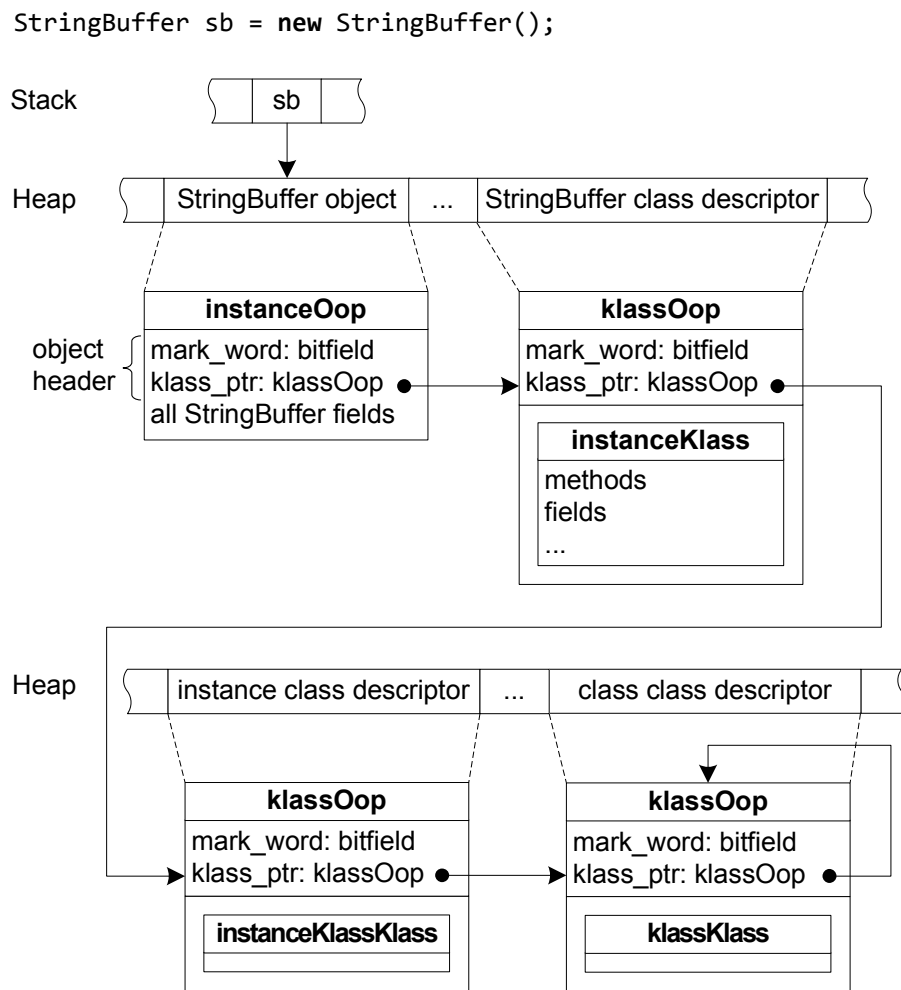 StringBuffer sb = new StringBuffer();
Stack
sb
Heap
StringBuffer object
...
StringBuffer class descriptor
instanceOop
object
header
mark_word: bitfield
klass_ptr: klassOop
all StringBuffer fields
klassOop
mark_word: bitfield
klass_ptr: klassOop
instanceKlass
methods
fields
...
Heap
instance class descriptor
...
class class descriptor
klassOop
mark_word: bitfield
klass_ptr: klassOop
instanceKlassKlass
klassOop
mark_word: bitfield
klass_ptr: klassOop
klassKlass